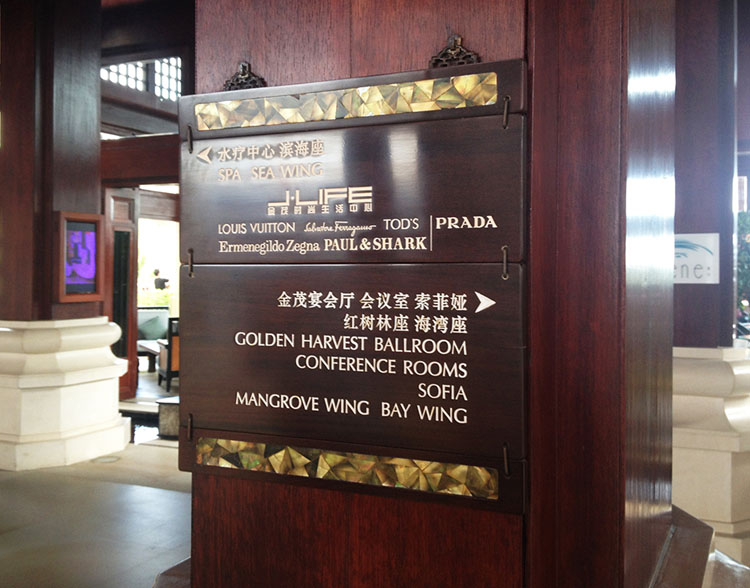 水疗中心 滨海座
SPA SEA WING
J·LIFE
金茂时尚生活中心
LOUIS VUITTON Salvatore Ferragamo TOD'S PRADA
Ermenegildo Zegna PAUL & SHARK
金茂宴会厅 会议室 索菲娅
红树林座 海湾座
GOLDEN HARVEST BALLROOM
CONFERENCE ROOMS
SOFIA
MANGROVE WING BAY WING
ene: